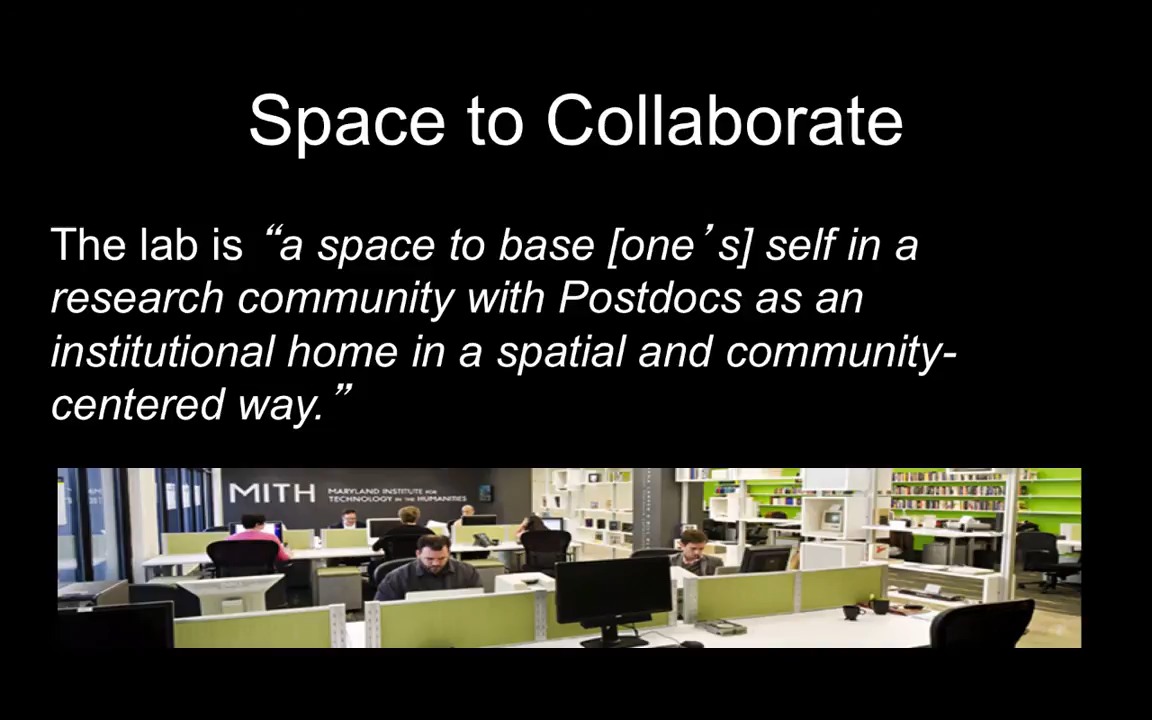 Space to Collaborate
The lab is “a space to base [one’s] self in a
research community with Postdocs as an
institutional home in a spatial and community-
centered way.”
MITH MARYLAND INSTITUTE FOR
TECHNOLOGY IN THE HUMANITIES